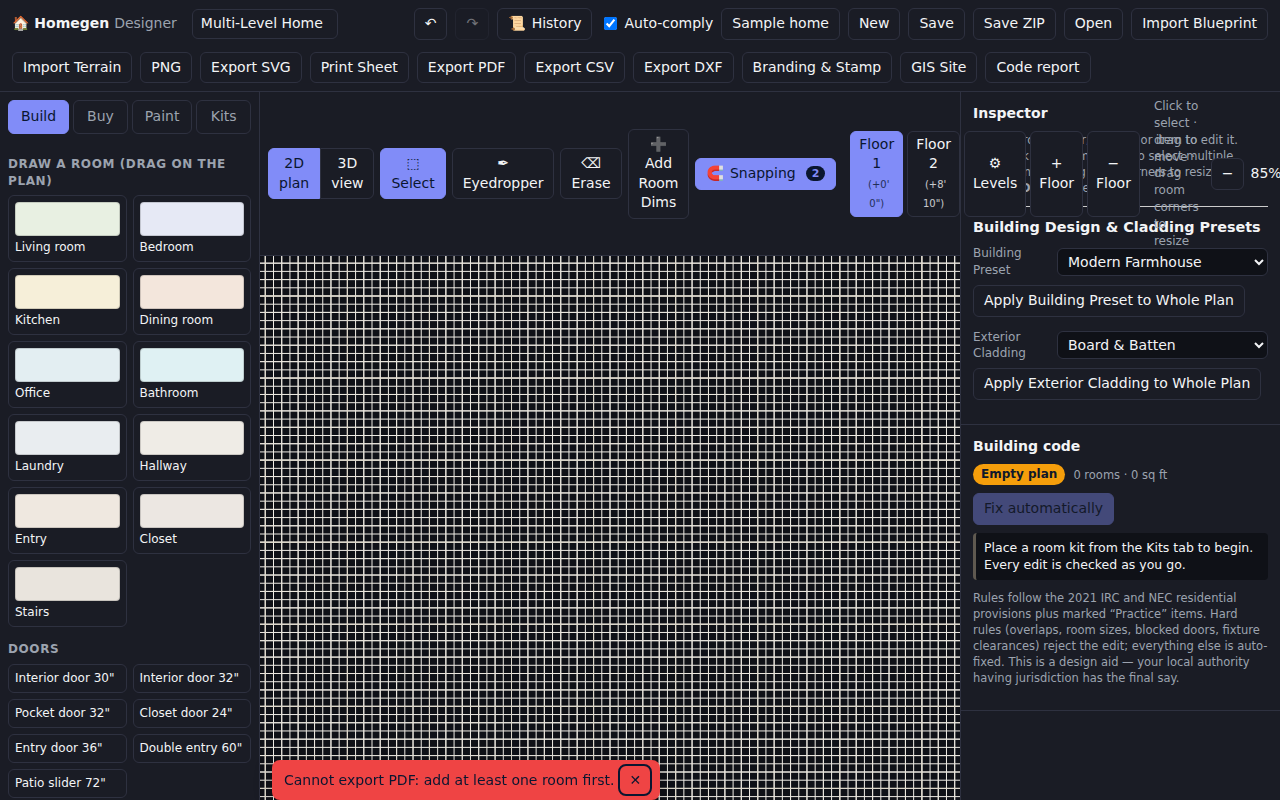 🏠 Homegen Designer
Multi-Level Home
↶
↷
📜 History
Auto-comply
Sample home
New
Save
Save ZIP
Open
Import Blueprint
Import Terrain
PNG
Export SVG
Print Sheet
Export PDF
Export CSV
Export DXF
Branding & Stamp
GIS Site
Code report
Build
Buy
Paint
Kits
DRAW A ROOM (DRAG ON THE
PLAN)
Living room
Bedroom
Kitchen
Dining room
Office
Bathroom
Laundry
Hallway
Entry
Closet
Stairs
DOORS
Interior door 30"
Interior door 32"
Pocket door 32"
Closet door 24"
Entry door 36"
Double entry 60"
Patio slider 72"
2D
plan
3D
view
Select
Eyedropper
Erase
Add
Room
Dims
Snapping 2
Floor
1
(+0'
0")
Floor
2
(+8'
10")
Levels
+
Floor
−
Floor
Click to
select ·
drag to
move ·
drag
room
corners
to
resize
−
85%
Inspector
Building Design & Cladding Presets
Building
Preset
Modern Farmhouse
Apply Building Preset to Whole Plan
Exterior
Cladding
Board & Batten
Apply Exterior Cladding to Whole Plan
Building code
Empty plan
0 rooms · 0 sq ft
Fix automatically
Place a room kit from the Kits tab to begin.
Every edit is checked as you go.
Rules follow the 2021 IRC and NEC residential
provisions plus marked “Practice” items. Hard
rules (overlaps, room sizes, blocked doors, fixture
clearances) reject the edit; everything else is auto-
fixed. This is a design aid — your local authority
having jurisdiction has the final say.
Cannot export PDF: add at least one room first.
✕